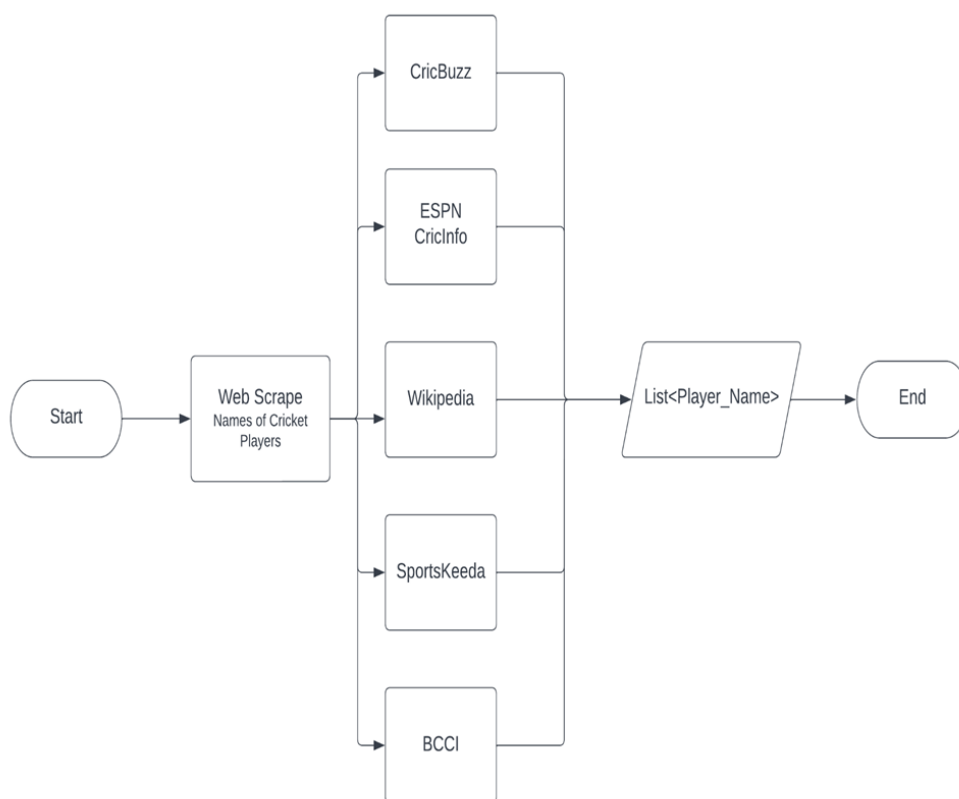 Start
Web Scrape
Names of Cricket
Players
CricBuzz
ESPN
CricInfo
Wikipedia
SportsKeeda
BCCI
List<Player_Name>
End